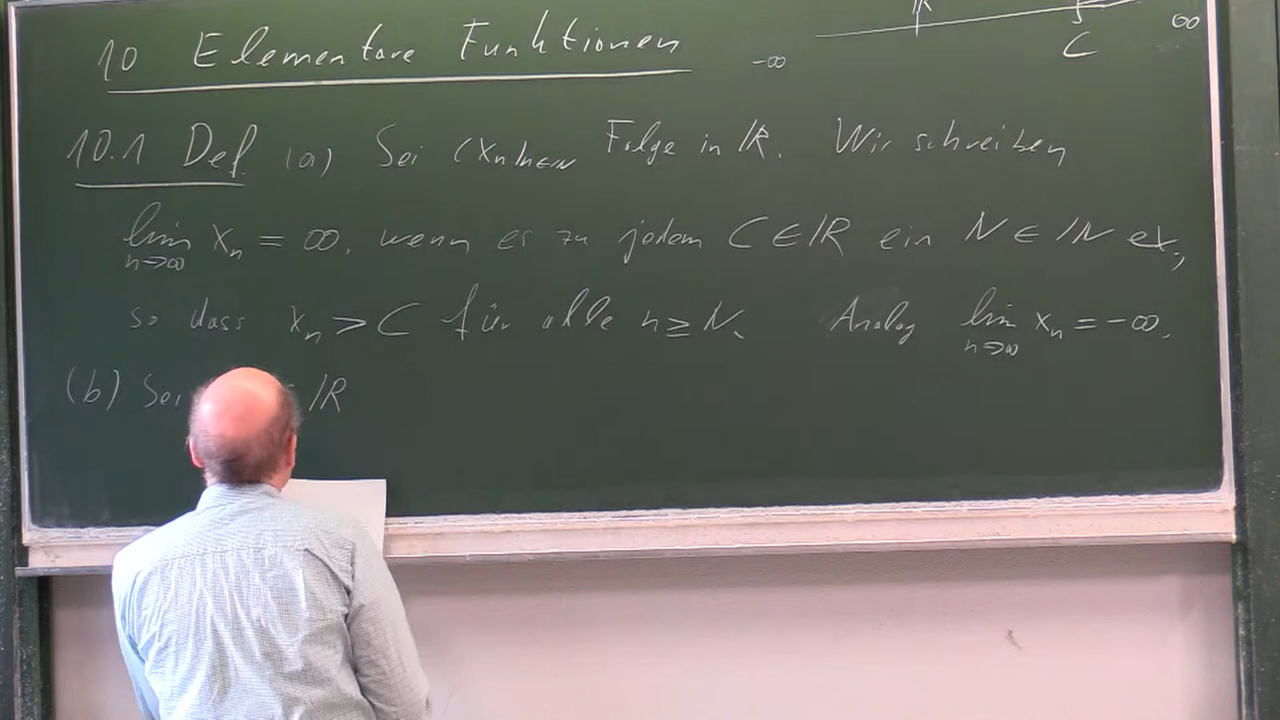 10 Elementare Funktionen
-∞ ℝ C ∞
10.1 Def. (a) Sei (xₙ)ₙ∈ℕ Folge in ℝ. Wir schreiben
lim n→∞ xₙ = ∞, wenn es zu jedem C ∈ ℝ ein N ∈ ℕ ex.,
so dass xₙ > C für alle n ≥ N. Analog lim n→∞ xₙ = -∞.
(b) Sei ℝ